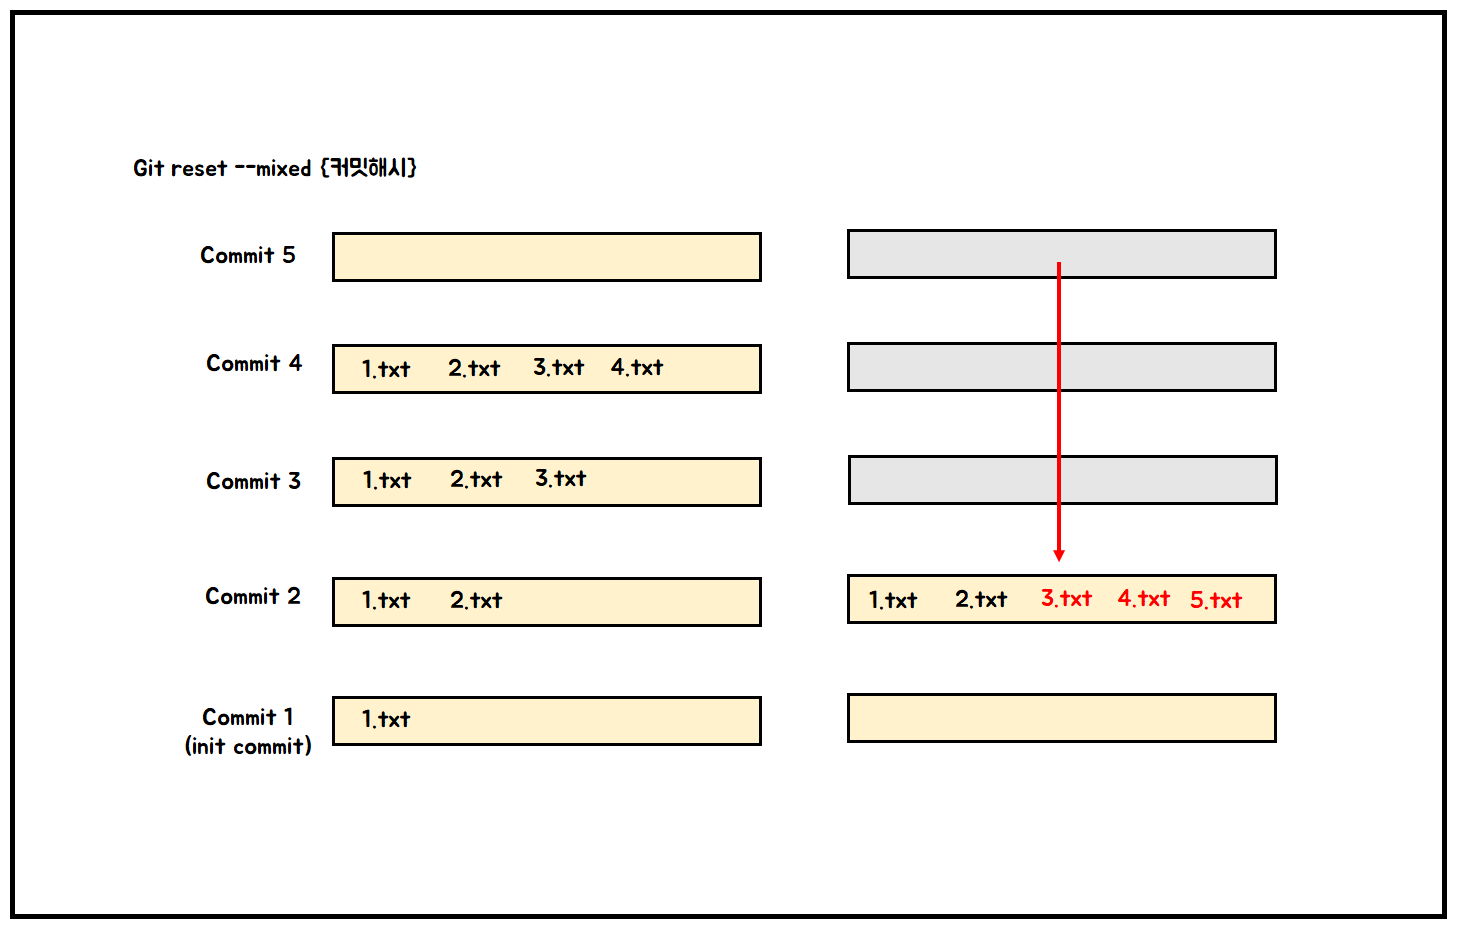 Git reset --mixed {커밋해시}
Commit 5
Commit 4 1.txt 2.txt 3.txt 4.txt
Commit 3 1.txt 2.txt 3.txt
Commit 2 1.txt 2.txt 1.txt 2.txt 3.txt 4.txt 5.txt
Commit 1 1.txt
(init commit)